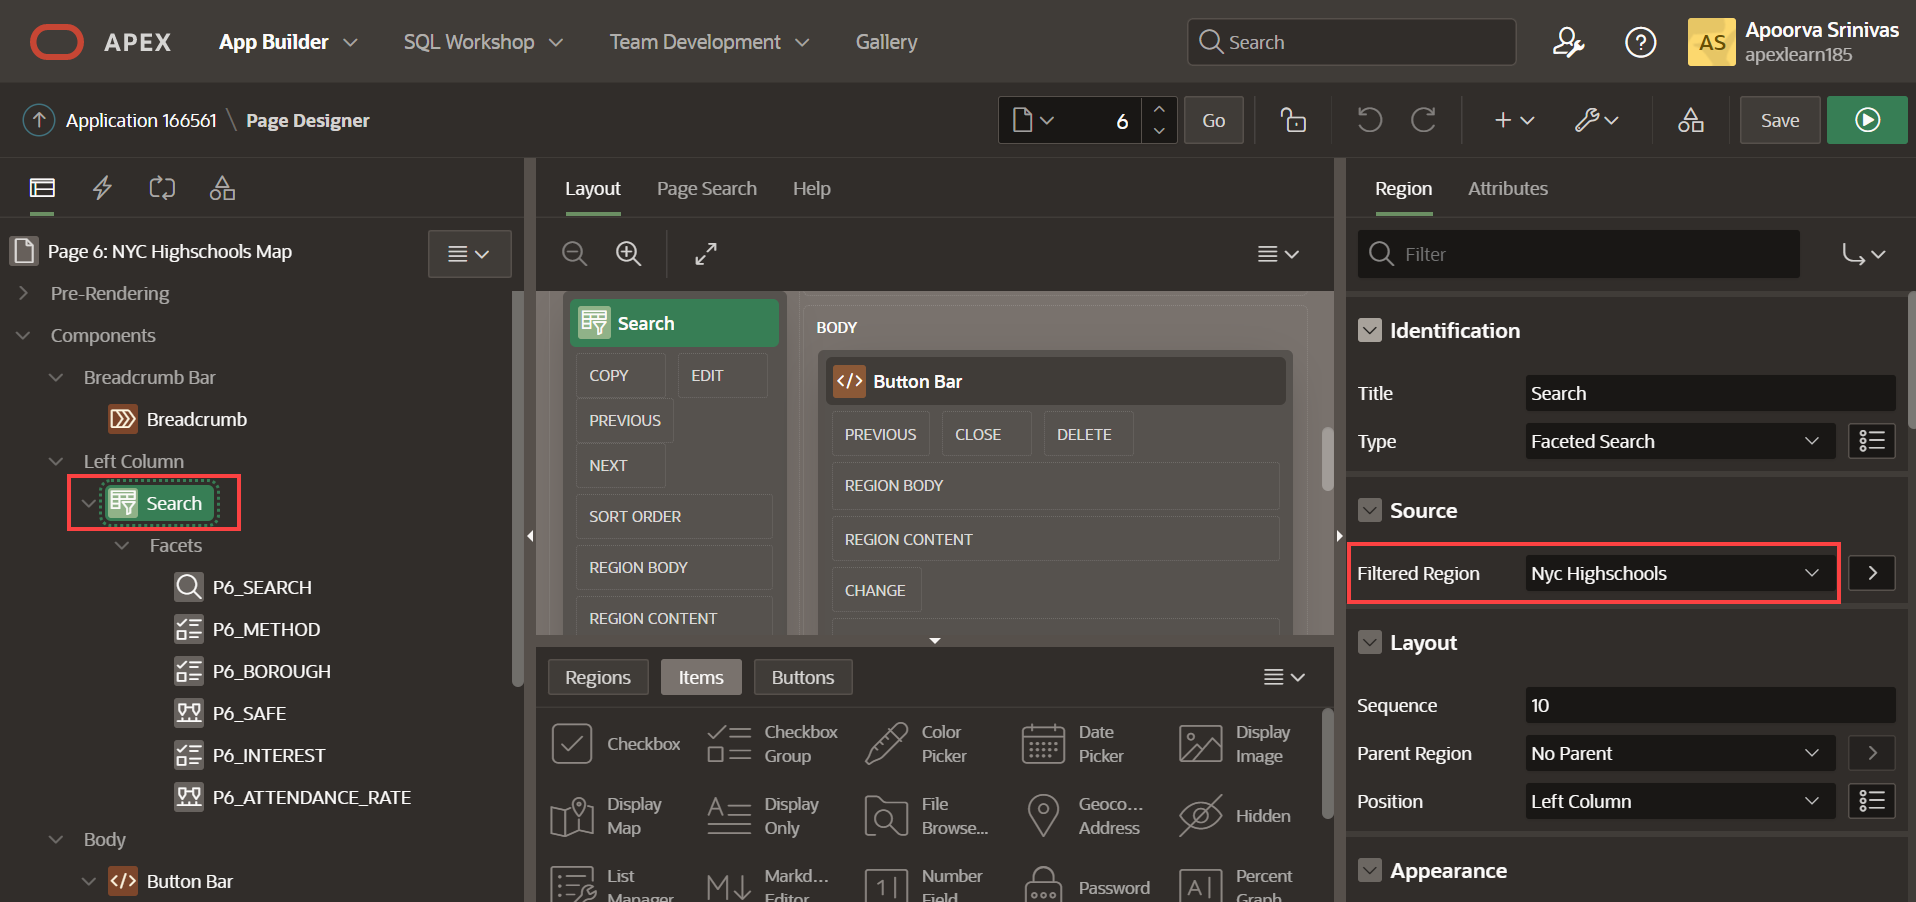 APEX App Builder SQL Workshop Team Development Gallery Search AS Apoorva Srinivas
apexlearn185
Application 166561 \ Page Designer 6 Go Save
Layout Page Search Help
Region Attributes
Page 6: NYC Highschools Map
Pre-Rendering
Components
Breadcrumb Bar
Breadcrumb
Left Column
Search
Facets
P6_SEARCH
P6_METHOD
P6_BOROUGH
P6_SAFE
P6_INTEREST
P6_ATTENDANCE_RATE
Body
Button Bar
Search
COPY EDIT
PREVIOUS
NEXT
SORT ORDER
REGION BODY
REGION CONTENT
BODY
Button Bar
PREVIOUS CLOSE DELETE
REGION BODY
REGION CONTENT
CHANGE
Regions Items Buttons
Checkbox
Checkbox
Group
Color
Picker
Date
Picker
Display
Image
Display
Map
Display
Only
File
Browse...
Geoco...
Address
Hidden
List
Manager
Markd...
Editor
Number
Field
Password
Percent
Graph
Filter
Identification
Title Search
Type Faceted Search
Source
Filtered Region Nyc Highschools
Layout
Sequence 10
Parent Region No Parent
Position Left Column
Appearance